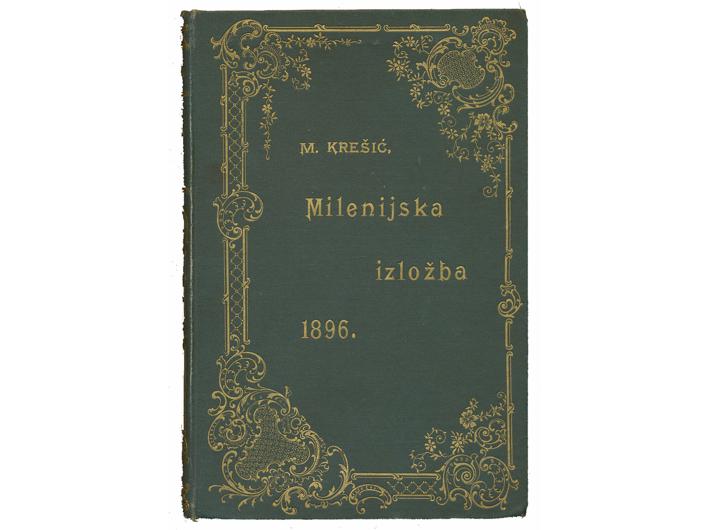 M. KREŠIĆ,
Milenijska
izložba
1896.